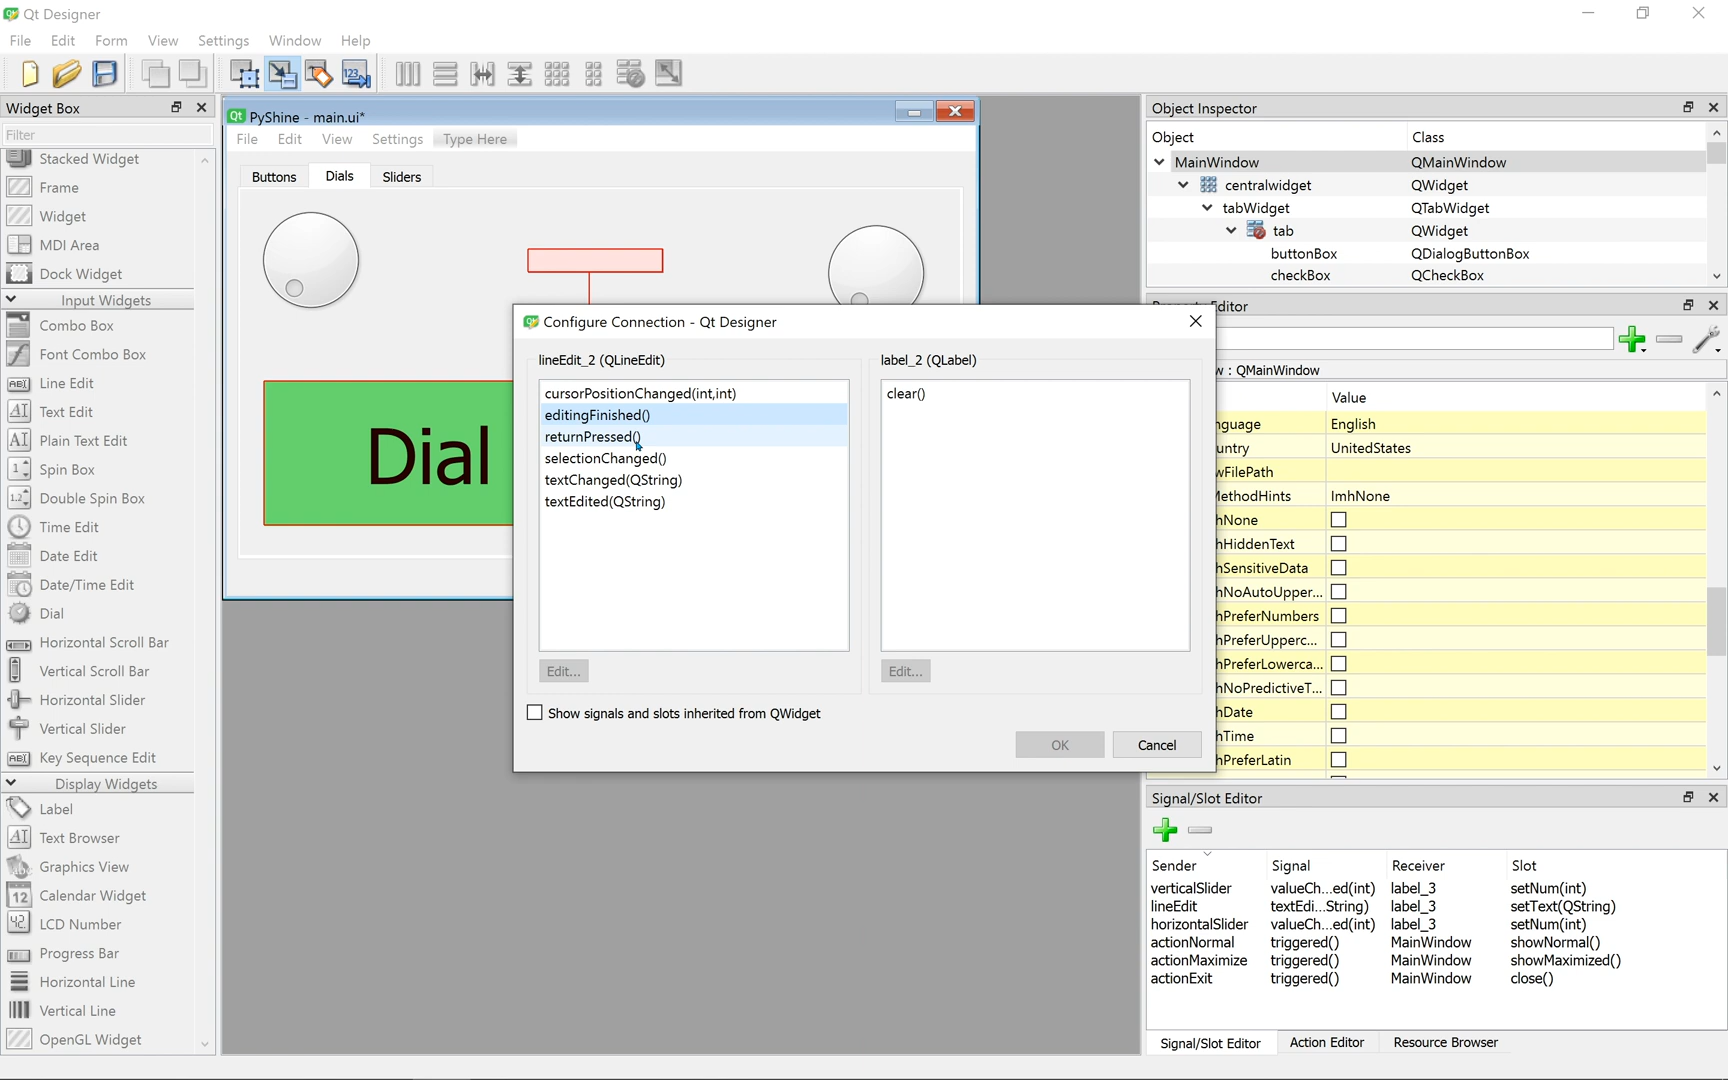 Qt Designer
File Edit Form View Settings Window Help
Widget Box
Filter
Stacked Widget
Frame
Widget
MDI Area
Dock Widget
Input Widgets
Combo Box
Font Combo Box
Line Edit
Text Edit
Plain Text Edit
Spin Box
Double Spin Box
Time Edit
Date Edit
Date/Time Edit
Dial
Horizontal Scroll Bar
Vertical Scroll Bar
Horizontal Slider
Vertical Slider
Key Sequence Edit
Display Widgets
Label
Text Browser
Graphics View
Calendar Widget
LCD Number
Progress Bar
Horizontal Line
Vertical Line
OpenGL Widget
PyShine - main.ui*
File Edit View Settings Type Here
Buttons Dials Sliders
Dial
Configure Connection - Qt Designer
lineEdit_2 (QLineEdit)
cursorPositionChanged(int,int)
editingFinished()
returnPressed()
selectionChanged()
textChanged(QString)
textEdited(QString)
Edit...
label_2 (QLabel)
clear()
Edit...
Show signals and slots inherited from QWidget
OK Cancel
Object Inspector
Object Class
MainWindow QMainWindow
centralwidget QWidget
tabWidget QTabWidget
tab QWidget
buttonBox QDialogButtonBox
checkBox QCheckBox
Editor
w : QMainWindow
Value
nguage English
untry UnitedStates
wFilePath
MethodHints ImhNone
hNone
hHiddenText
hSensitiveData
hNoAutoUpper...
hPreferNumbers
hPreferUpperc...
hPreferLowerca...
hNoPredictiveT...
hDate
hTime
hPreferLatin
Signal/Slot Editor
Sender Signal Receiver Slot
verticalSlider valueCh...ed(int) label_3 setNum(int)
lineEdit textEdi...String) label_3 setText(QString)
horizontalSlider valueCh...ed(int) label_3 setNum(int)
actionNormal triggered() MainWindow showNormal()
actionMaximize triggered() MainWindow showMaximized()
actionExit triggered() MainWindow close()
Signal/Slot Editor Action Editor Resource Browser